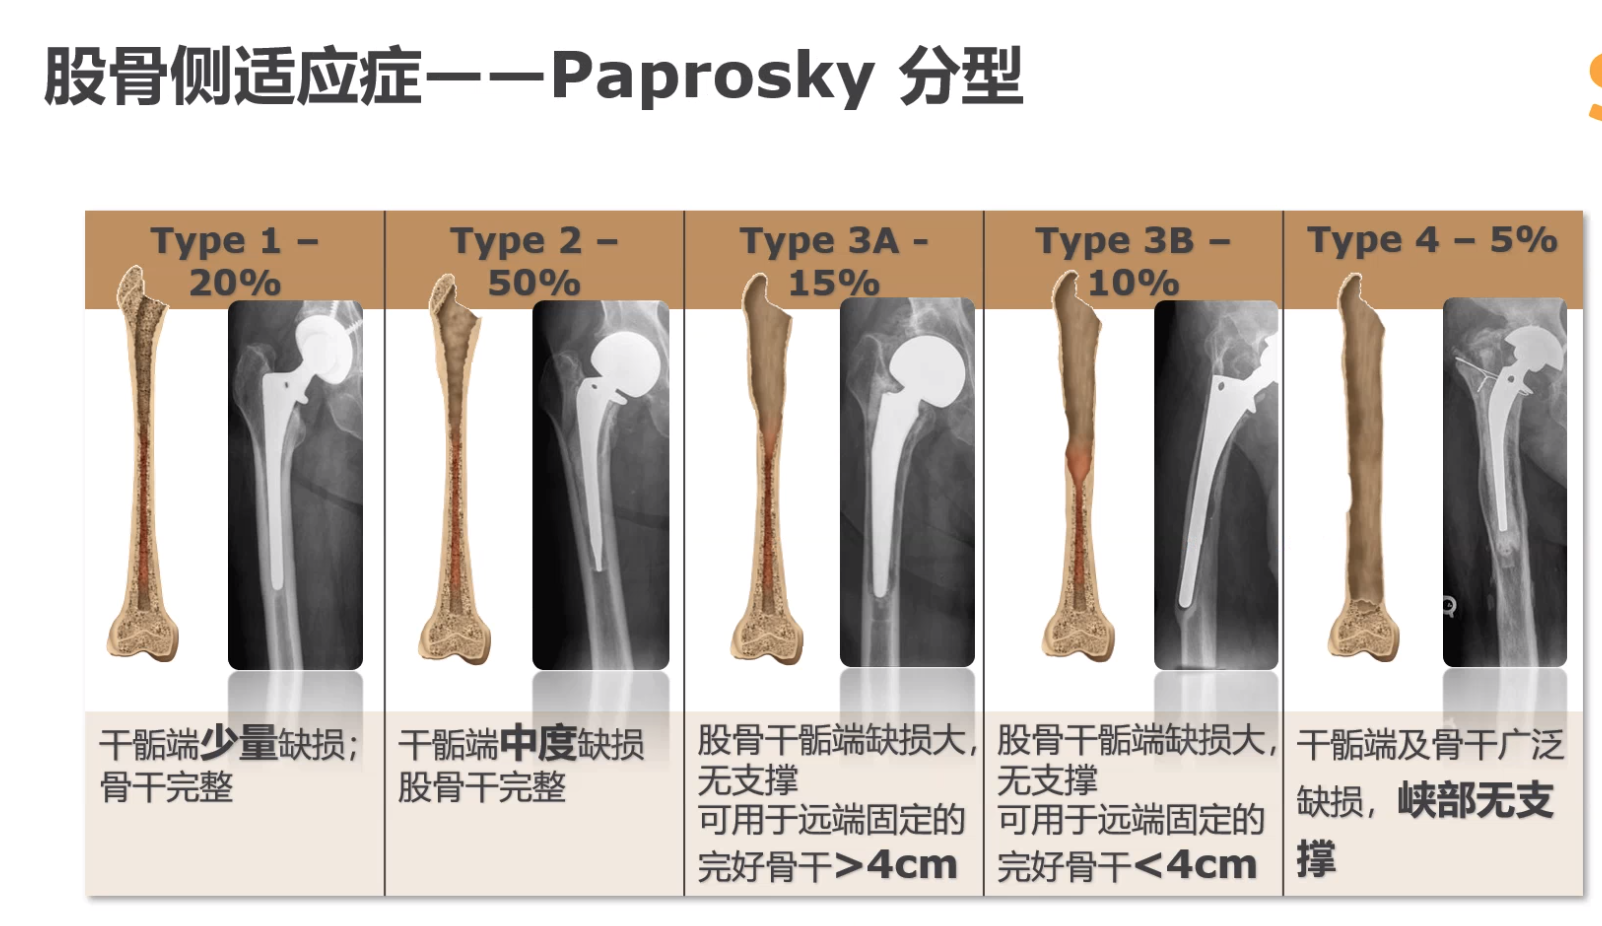 股骨侧适应症——Paprosky 分型
Type 1 –
20%
Type 2 –
50%
Type 3A -
15%
Type 3B –
10%
Type 4 – 5%
干骺端少量缺损；
骨干完整
干骺端中度缺损
股骨干完整
股骨干骺端缺损大，
无支撑
可用于远端固定的
完好骨干>4cm
股骨干骺端缺损大，
无支撑
可用于远端固定的
完好骨干<4cm
干骺端及骨干广泛
缺损，峡部无支
撑